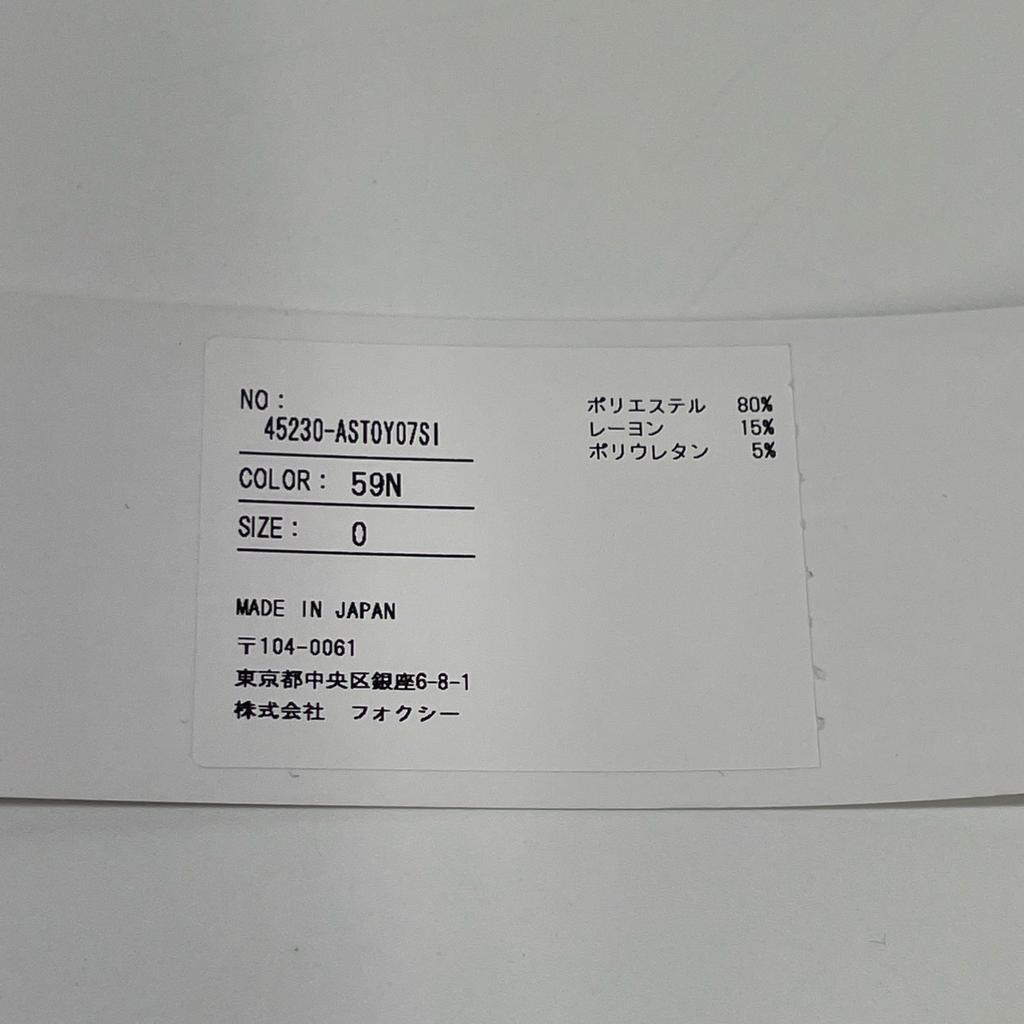 NO：
45230-AST0Y07SI
COLOR： 59N
SIZE： 0
MADE IN JAPAN
〒104-0061
東京都中央区銀座6-8-1
株式会社 フォクシー
ポリエステル 80%
レーヨン 15%
ポリウレタン 5%